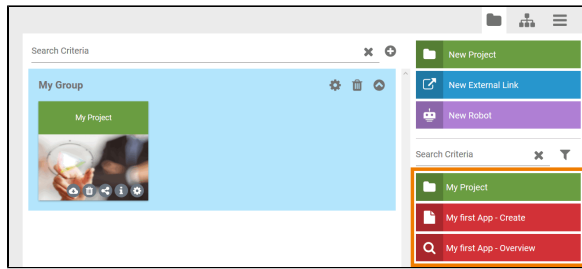 Search Criteria
My Group
My Project
New Project
New External Link
New Robot
Search Criteria
My Project
My first App - Create
My first App - Overview